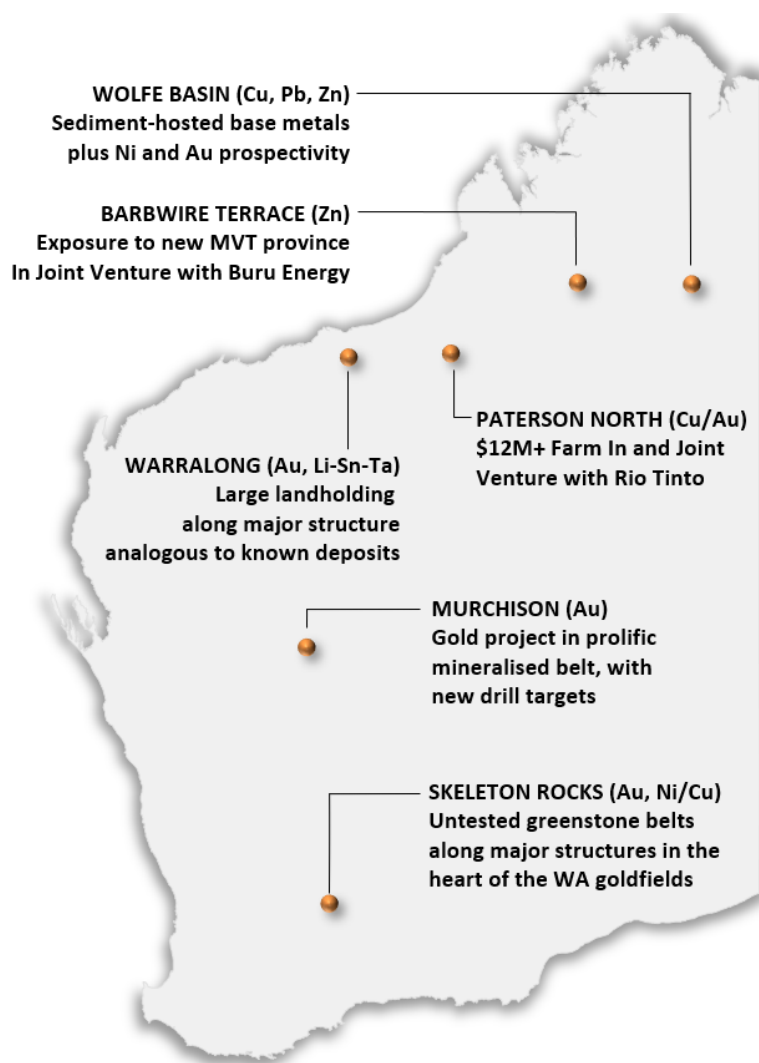 WOLFE BASIN (Cu, Pb, Zn)
Sediment-hosted base metals
plus Ni and Au prospectivity
BARBWIRE TERRACE (Zn)
Exposure to new MVT province
In Joint Venture with Buru Energy
PATERSON NORTH (Cu/Au)
$12M+ Farm In and Joint
Venture with Rio Tinto
WARRALONG (Au, Li-Sn-Ta)
Large landholding
along major structure
analogous to known deposits
MURCHISON (Au)
Gold project in prolific
mineralised belt, with
new drill targets
SKELETON ROCKS (Au, Ni/Cu)
Untested greenstone belts
along major structures in the
heart of the WA goldfields